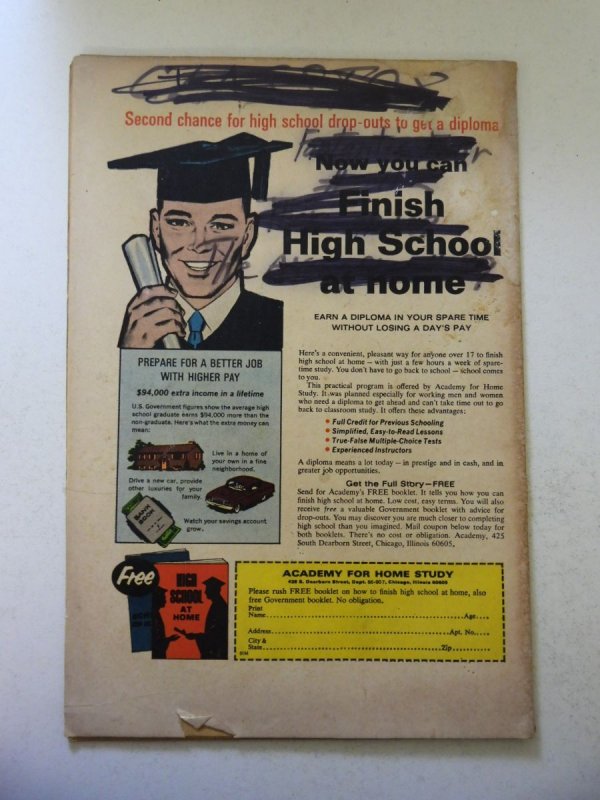 Second chance for high school drop-outs to get a diploma
Now you can
Finish
High School
at home
EARN A DIPLOMA IN YOUR SPARE TIME
WITHOUT LOSING A DAY'S PAY
PREPARE FOR A BETTER JOB
WITH HIGHER PAY
$94,000 extra income in a lifetime
U.S. Government figures show the average high
school graduate earns $94,000 more than the
non-graduate. Here's what the extra money can
mean:
Live in a home of
your own in a fine
neighborhood.
Drive a new car, provide
other luxuries for your
family.
BANK
BOOK
Watch your savings account
grow.
Here's a convenient, pleasant way for anyone over 17 to finish
high school at home – with just a few hours a week of spare-
time study. You don't have to go back to school – school comes
to you.
This practical program is offered by Academy for Home
Study. It was planned especially for working men and women
who need a diploma to get ahead and can't take time out to go
back to classroom study. It offers these advantages:
• Full Credit for Previous Schooling
• Simplified, Easy-to-Read Lessons
• True-False Multiple-Choice Tests
• Experienced Instructors
A diploma means a lot today – in prestige and in cash, and in
greater job opportunities.
Get the Full Story—FREE
Send for Academy's FREE booklet. It tells you how you can
finish high school at home. Low cost, easy terms. You will also
receive free a valuable Government booklet with advice for
drop-outs. You may discover you are much closer to completing
high school than you imagined. Mail coupon below today for
both booklets. There's no cost or obligation. Academy, 425
South Dearborn Street, Chicago, Illinois 60605.
Free
HIGH
SCHOOL
AT
HOME
ACADEMY FOR HOME STUDY
425 S. Dearborn Street, Dept. Chicago, Illinois 60605
Please rush FREE booklet on how to finish high school at home, also
free Government booklet. No obligation.
Print
Name Age
Address Apt. No.
City &
State Zip